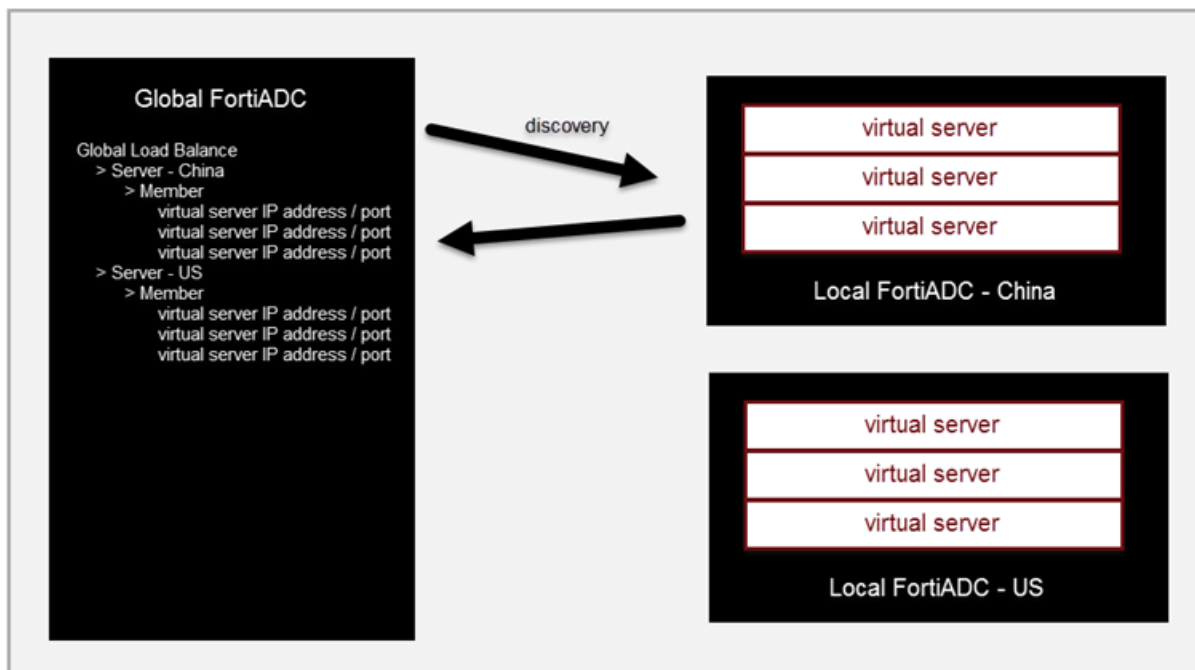 Global FortiADC
Global Load Balance
> Server - China
> Member
virtual server IP address / port
virtual server IP address / port
virtual server IP address / port
> Server - US
> Member
virtual server IP address / port
virtual server IP address / port
virtual server IP address / port
discovery
virtual server
virtual server
virtual server
Local FortiADC - China
virtual server
virtual server
virtual server
Local FortiADC - US